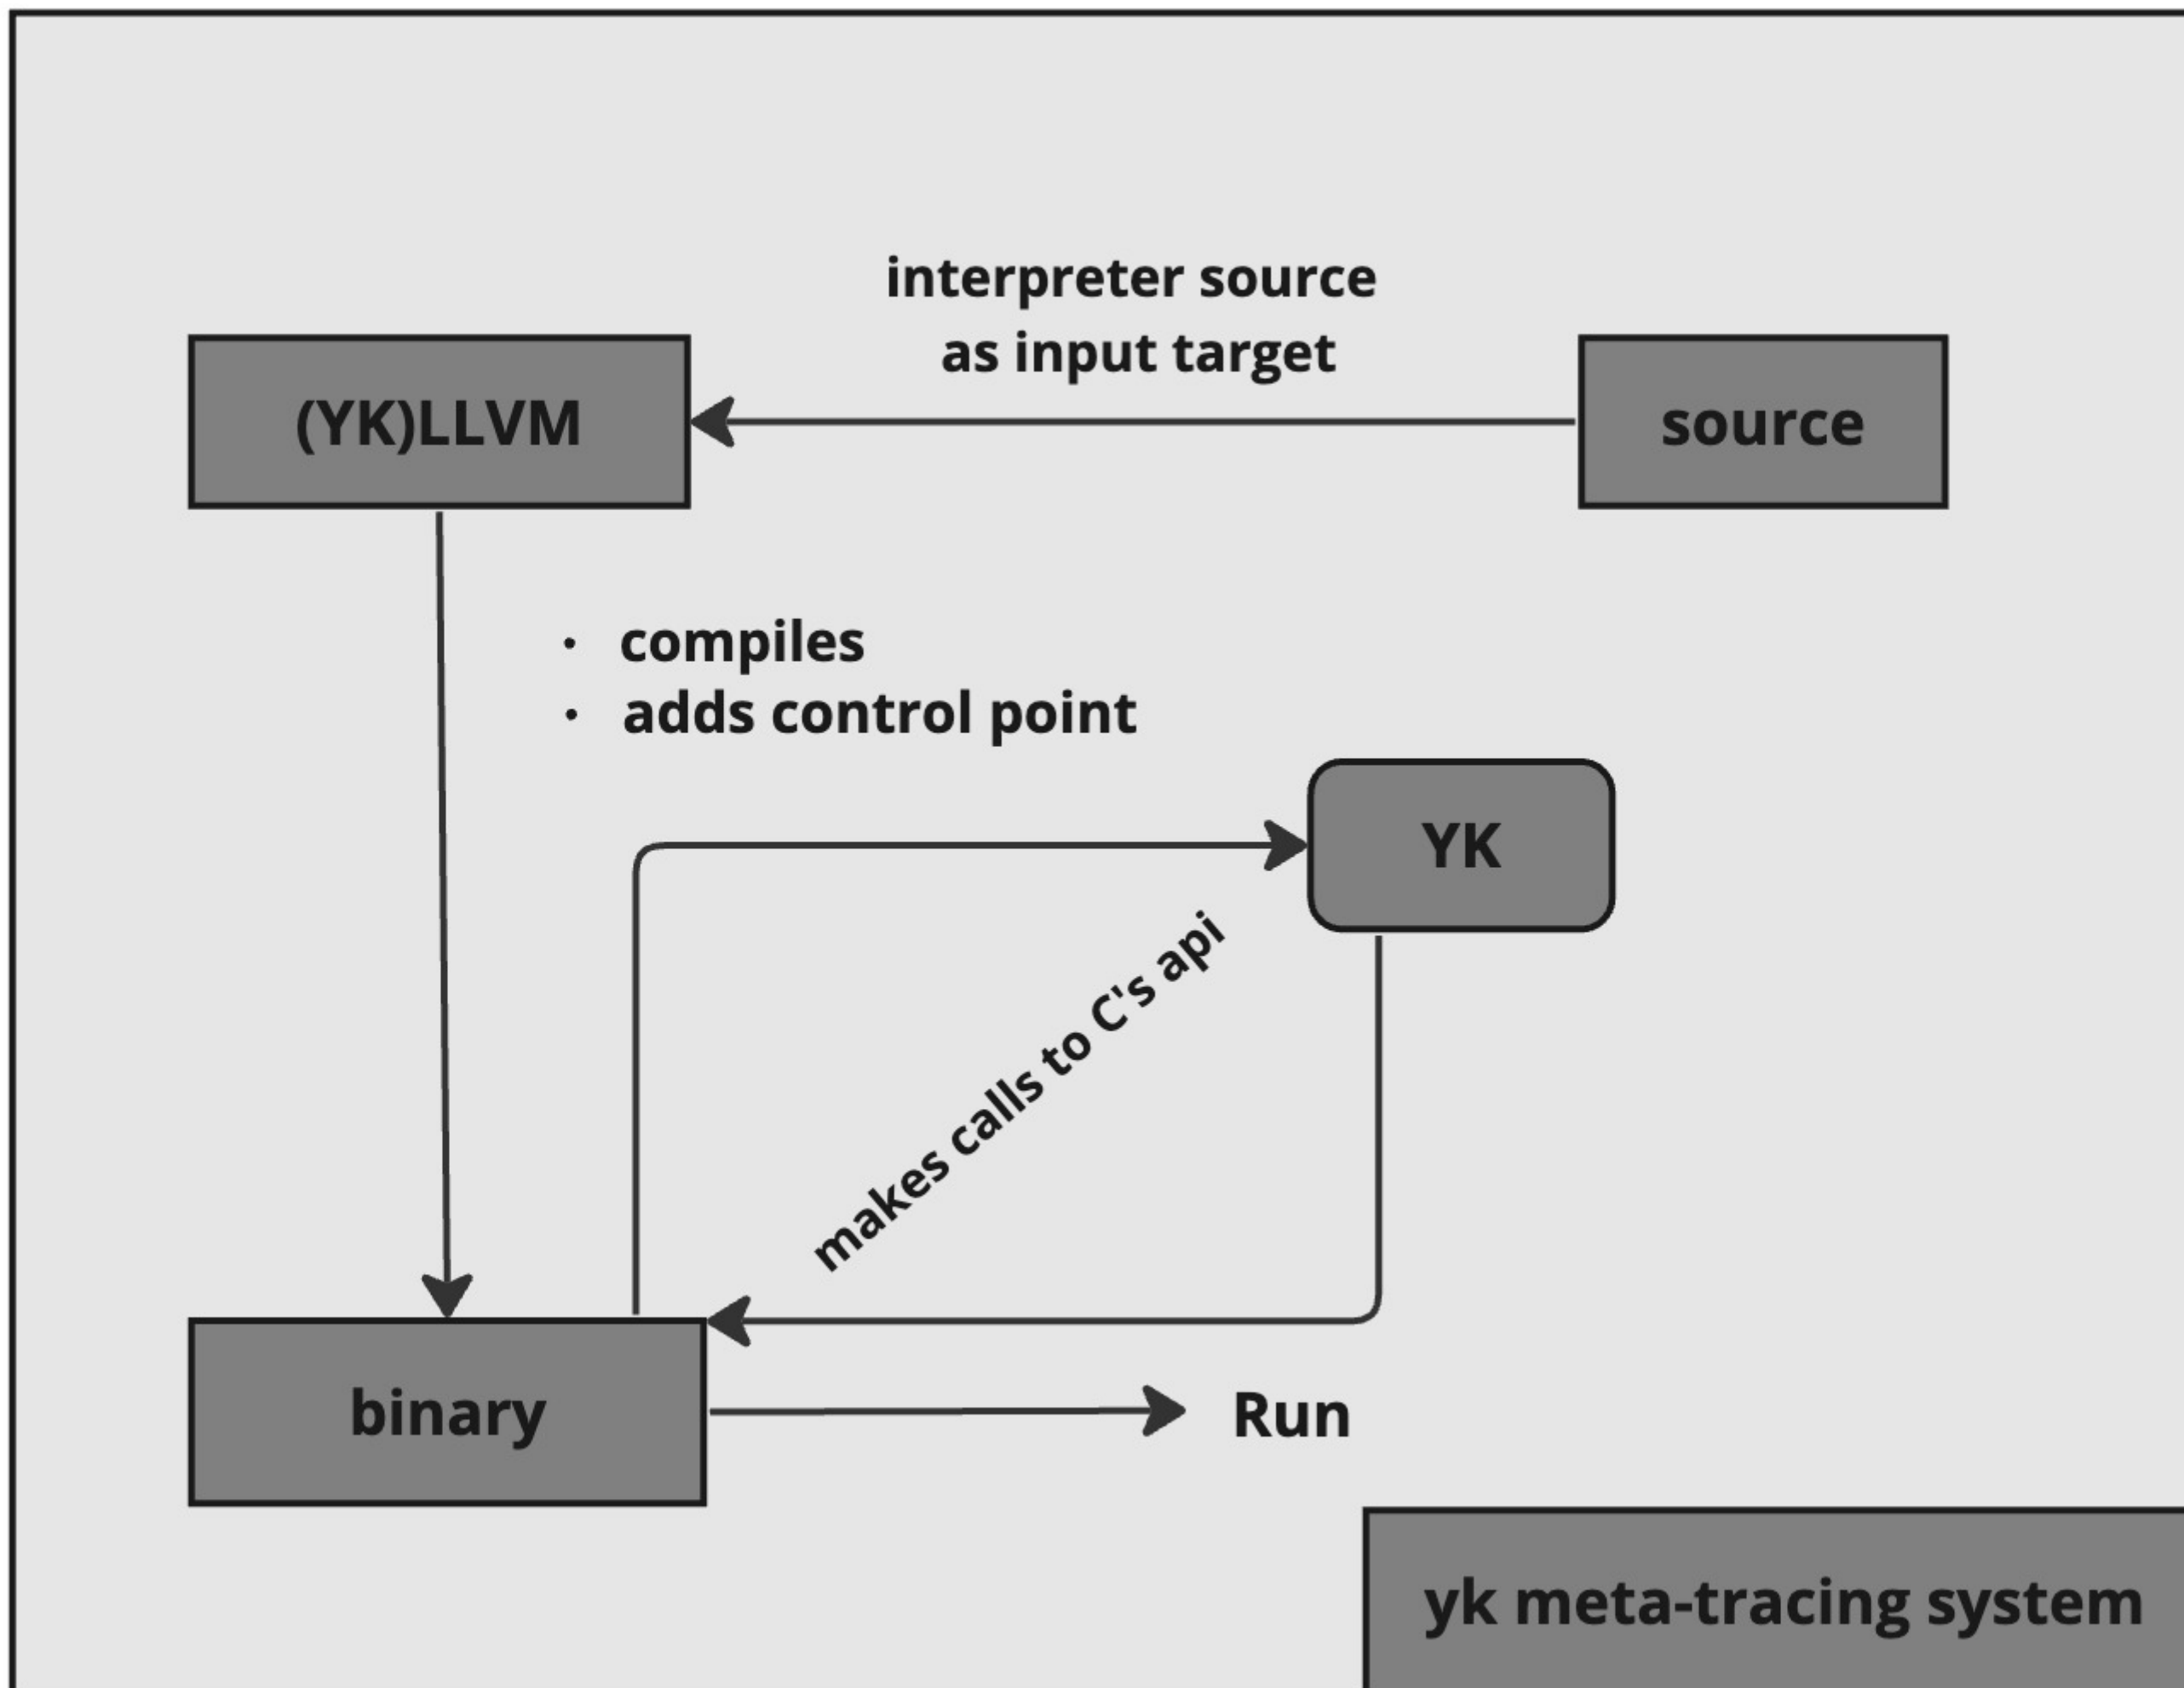 interpreter source
as input target
(YK)LLVM
source
· compiles
· adds control point
YK
makes calls to C's api
binary
Run
yk meta-tracing system